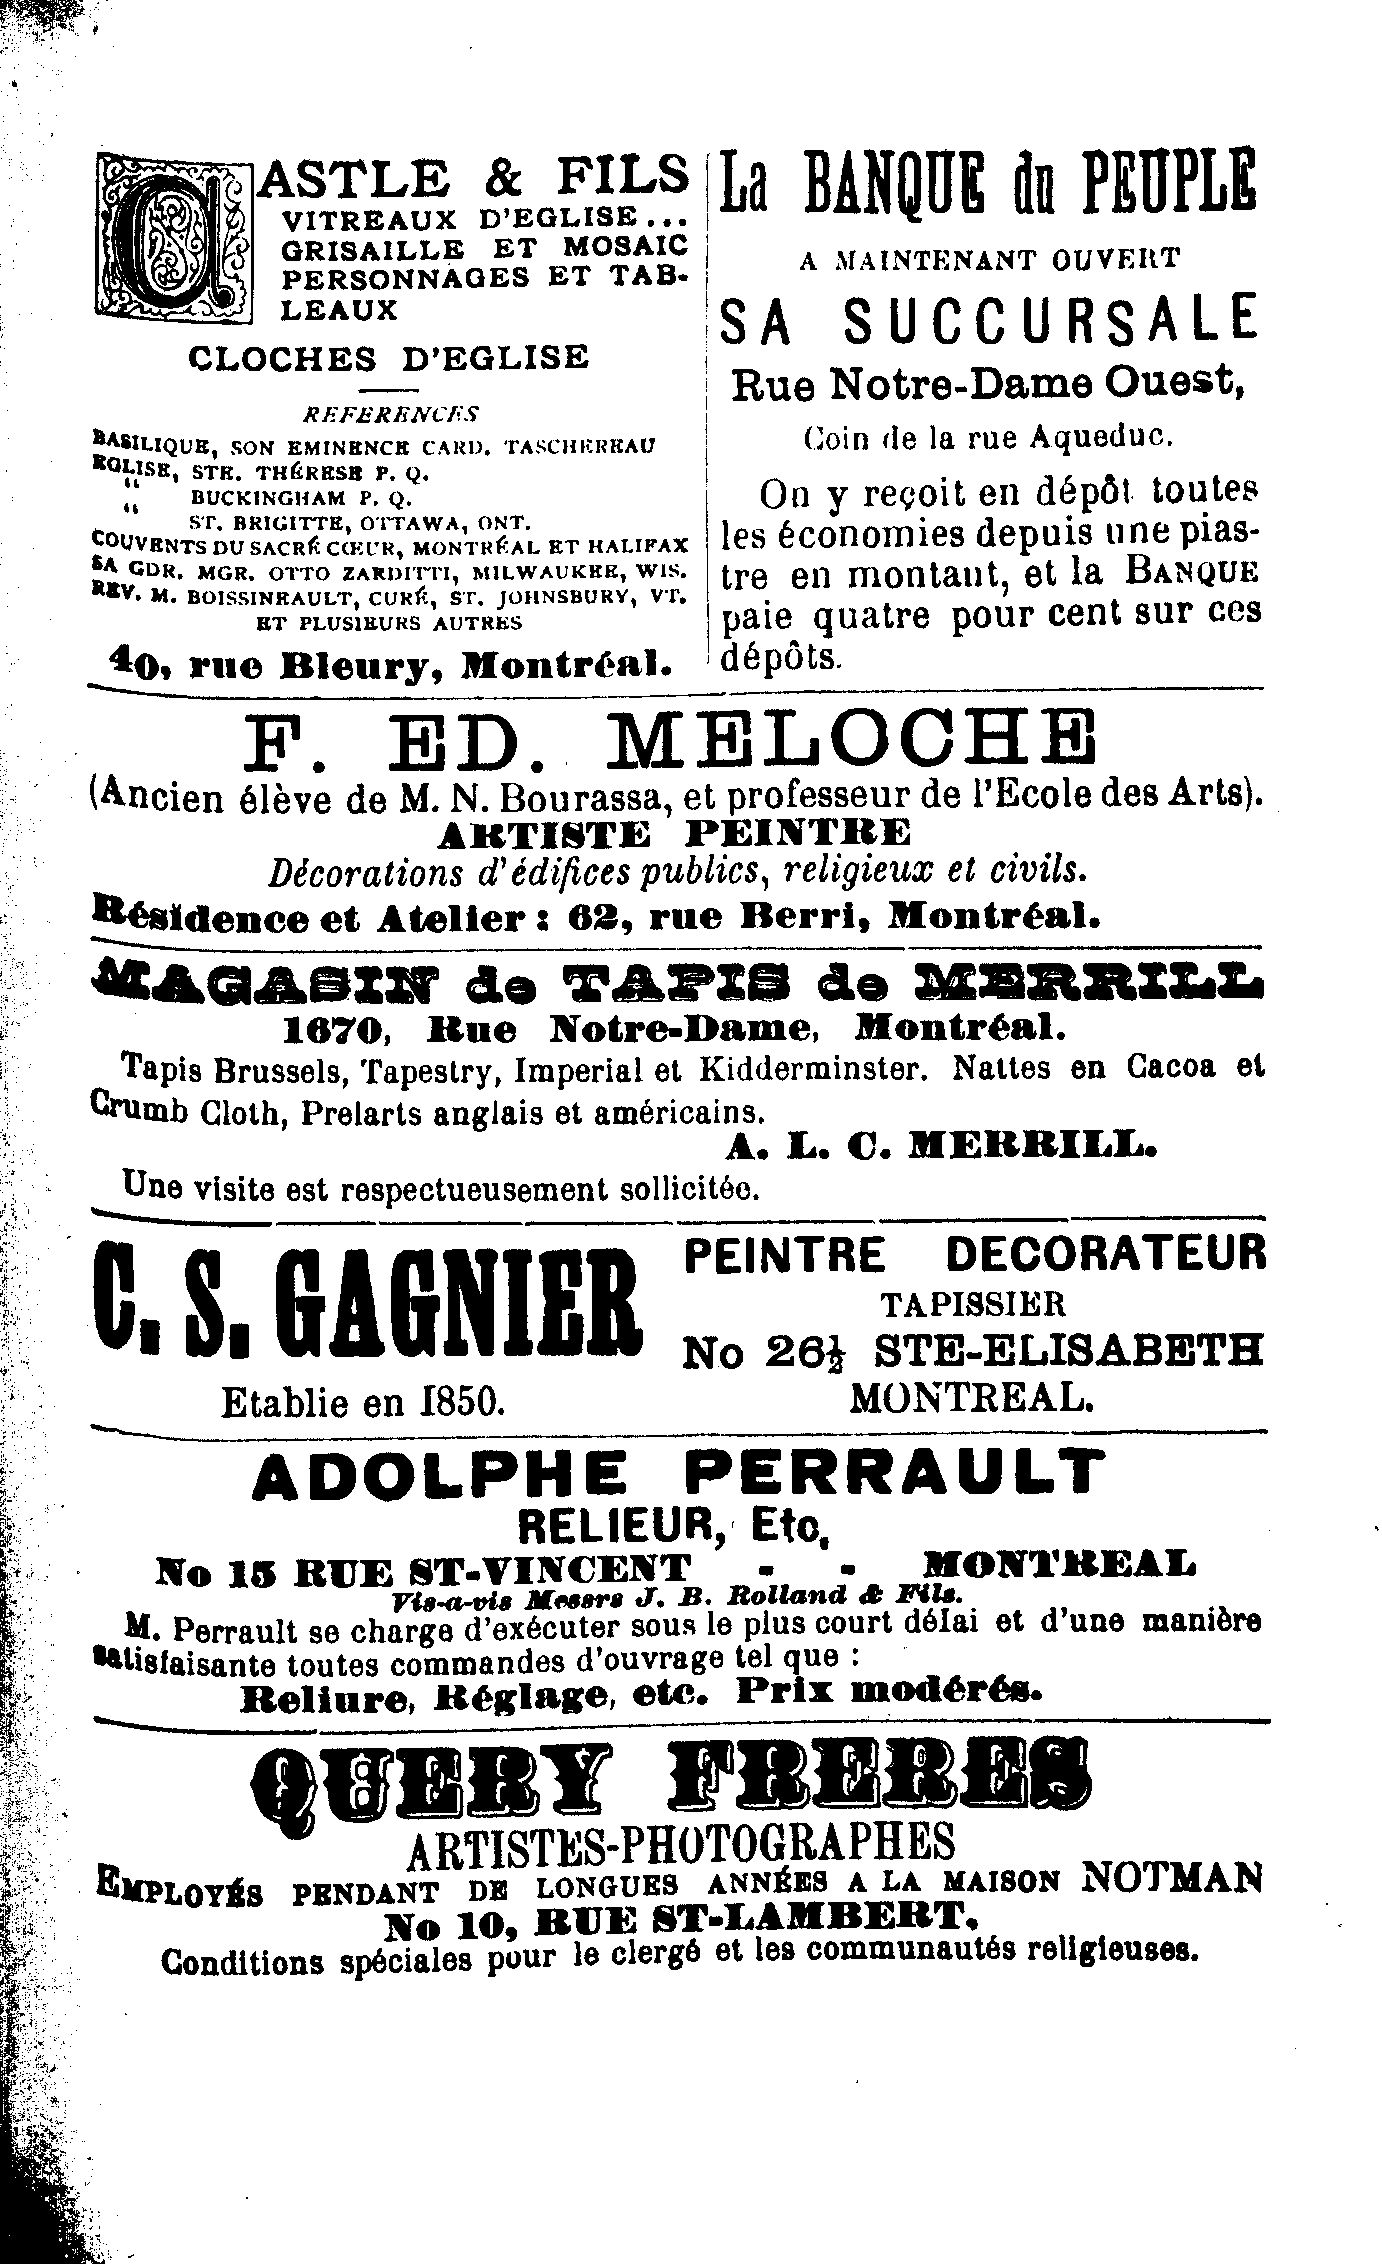 CASTLE & FILS
VITREAUX D'EGLISE...
GRISAILLE ET MOSAIC
PERSONNAGES ET TAB-
LEAUX
CLOCHES D'EGLISE
REFERENCES
BASILIQUE, SON EMINENCE CARD. TASCHEREAU
EGLISE, STE. THÉRESE P. Q.
“ BUCKINGHAM P. Q.
“ ST. BRIGITTE, OTTAWA, ONT.
COUVENTS DU SACRÉ CŒUR, MONTRÉAL ET HALIFAX
SA GDR. MGR. OTTO ZARDITTI, MILWAUKEE, WIS.
REV. M. BOISSINEAULT, CURÉ, ST. JOHNSBURY, VT.
ET PLUSIEURS AUTRES
40, rue Bleury, Montréal.
La BANQUE du PEUPLE
A MAINTENANT OUVERT
SA SUCCURSALE
Rue Notre-Dame Ouest,
Coin de la rue Aqueduc.
On y reçoit en dépôt toutes
les économies depuis une pias-
tre en montant, et la BANQUE
paie quatre pour cent sur ces
dépôts.
F. ED. MELOCHE
(Ancien élève de M. N. Bourassa, et professeur de l'Ecole des Arts).
ARTISTE PEINTRE
Décorations d'édifices publics, religieux et civils.
Résidence et Atelier : 62, rue Berri, Montréal.
MAGASIN de TAPIS de MERRILL
1670, Rue Notre-Dame, Montréal.
Tapis Brussels, Tapestry, Imperial et Kidderminster. Nattes en Cacoa et
Crumb Cloth, Prelarts anglais et américains.
A. L. C. MERRILL.
Une visite est respectueusement sollicitée.
C. S. GAGNIER
Etablie en 1850.
PEINTRE DECORATEUR
TAPISSIER
No 26½ STE-ELISABETH
MONTREAL.
ADOLPHE PERRAULT
RELIEUR, Etc,
No 15 RUE ST-VINCENT - - MONTREAL
Vis-a-vis Messrs J. B. Rolland & Fils.
M. Perrault se charge d'exécuter sous le plus court délai et d'une manière
satisfaisante toutes commandes d'ouvrage tel que :
Reliure, Réglage, etc. Prix modérés.
QUERY FRERES
ARTISTES-PHOTOGRAPHES
EMPLOYÉS PENDANT DE LONGUES ANNÉES A LA MAISON NOTMAN
No 10, RUE ST-LAMBERT.
Conditions spéciales pour le clergé et les communautés religieuses.